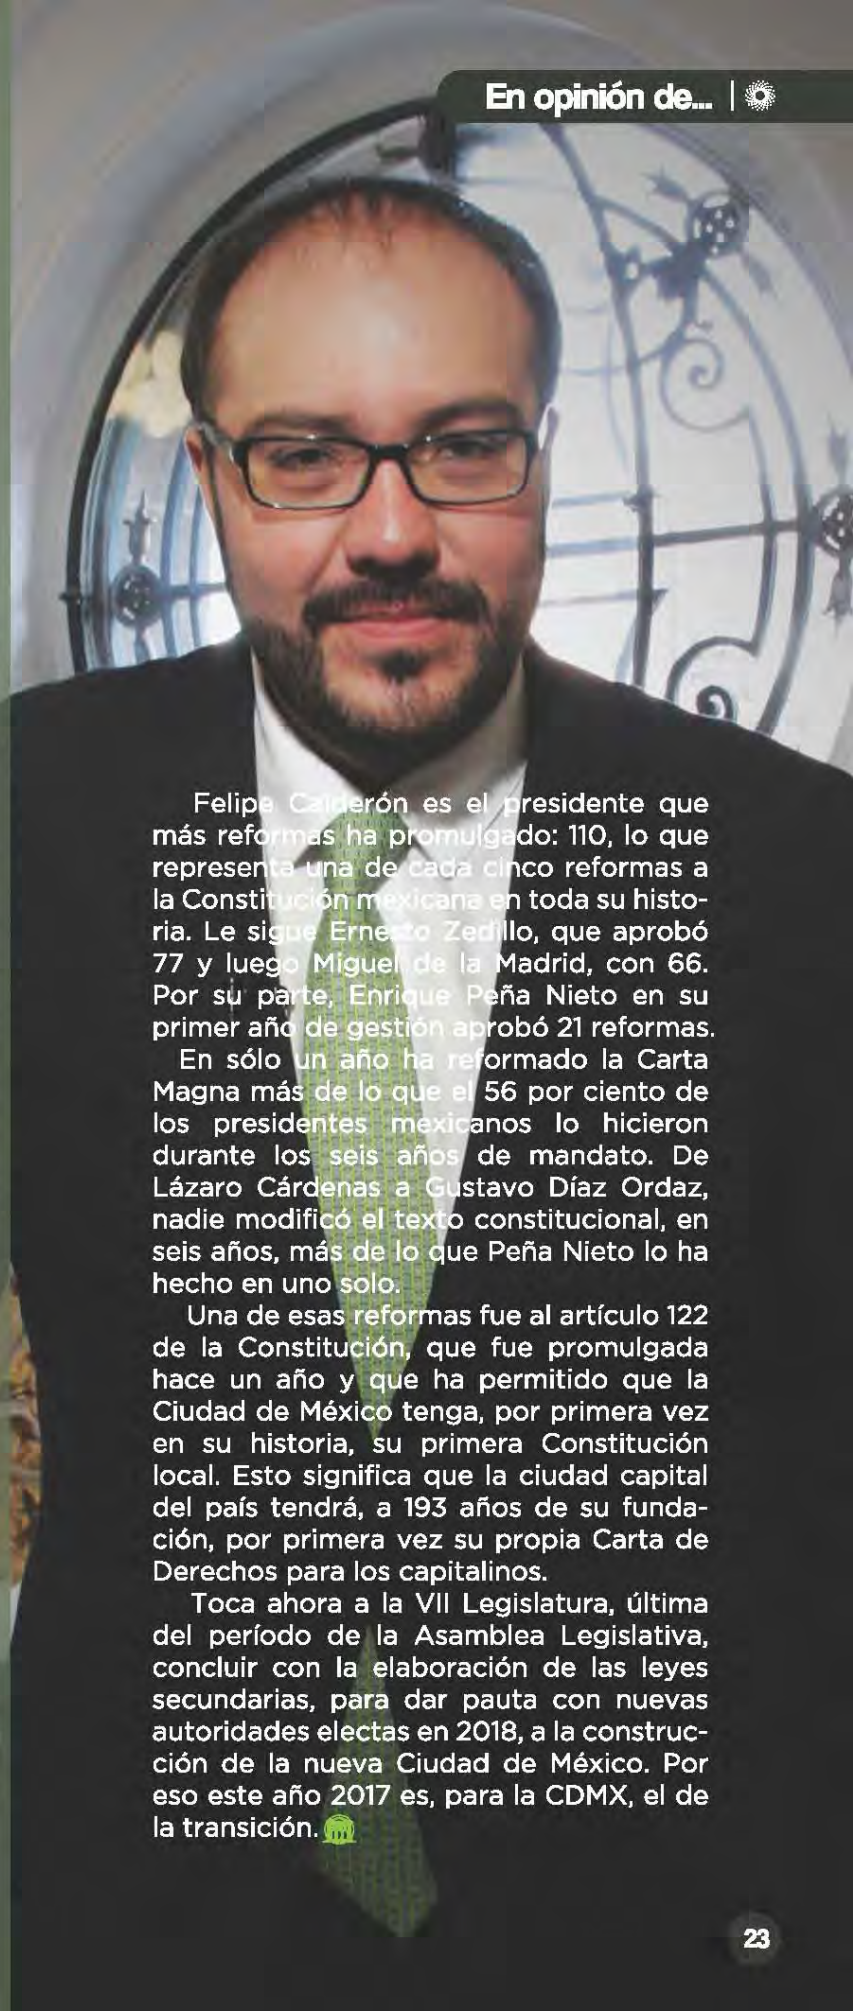 En opinión de... |
Felipe Calderón es el presidente que
más reformas ha promulgado: 110, lo que
representa una de cada cinco reformas a
la Constitución mexicana en toda su histo-
ria. Le sigue Ernesto Zedillo, que aprobó
77 y luego Miguel de la Madrid, con 66.
Por su parte, Enrique Peña Nieto en su
primer año de gestión aprobó 21 reformas.
En sólo un año ha reformado la Carta
Magna más de lo que el 56 por ciento de
los presidentes mexicanos lo hicieron
durante los seis años de mandato. De
Lázaro Cárdenas a Gustavo Díaz Ordaz,
nadie modificó el texto constitucional, en
seis años, más de lo que Peña Nieto lo ha
hecho en uno solo.
Una de esas reformas fue al artículo 122
de la Constitución, que fue promulgada
hace un año y que ha permitido que la
Ciudad de México tenga, por primera vez
en su historia, su primera Constitución
local. Esto significa que la ciudad capital
del país tendrá, a 193 años de su funda-
ción, por primera vez su propia Carta de
Derechos para los capitalinos.
Toca ahora a la VII Legislatura, última
del período de la Asamblea Legislativa,
concluir con la elaboración de las leyes
secundarias, para dar pauta con nuevas
autoridades electas en 2018, a la construc-
ción de la nueva Ciudad de México. Por
eso este año 2017 es, para la CDMX, el de
la transición.
23